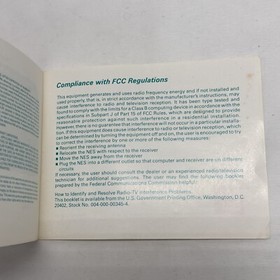 Compliance with FCC Regulations
This equipment generates and uses radio frequency energy and if not installed and
used properly, that is, in strict accordance with the manufacturer's instructions, may
cause interference to radio and television reception. It has been type tested and
found to comply with the limits for a Class B computing device in accordance with the
specifications in Subpart J of Part 15 of FCC Rules, which are designed to provide
reasonable protection against such interference in a residential installation.
However, there is no guarantee that interference will not occur in a particular installa-
tion. If this equipment does cause interference to radio or television reception, which
can be determined by turning the equipment off and on, the user is encouraged to try
to correct the interference by one or more of the following measures:
Reorient the receiving antenna
Relocate the NES with respect to the receiver
Move the NES away from the receiver
Plug the NES into a different outlet so that computer and receiver are on different
circuits.
If necessary, the user should consult the dealer or an experienced radio/television
technician for additional suggestions. The user may find the following booklet
prepared by the Federal Communications Commission helpful:
How to Identify and Resolve Radio-TV Interference Problems.
This booklet is available from the U.S. Government Printing Office, Washington, D.C.
20402, Stock No. 004-000-00345-4.